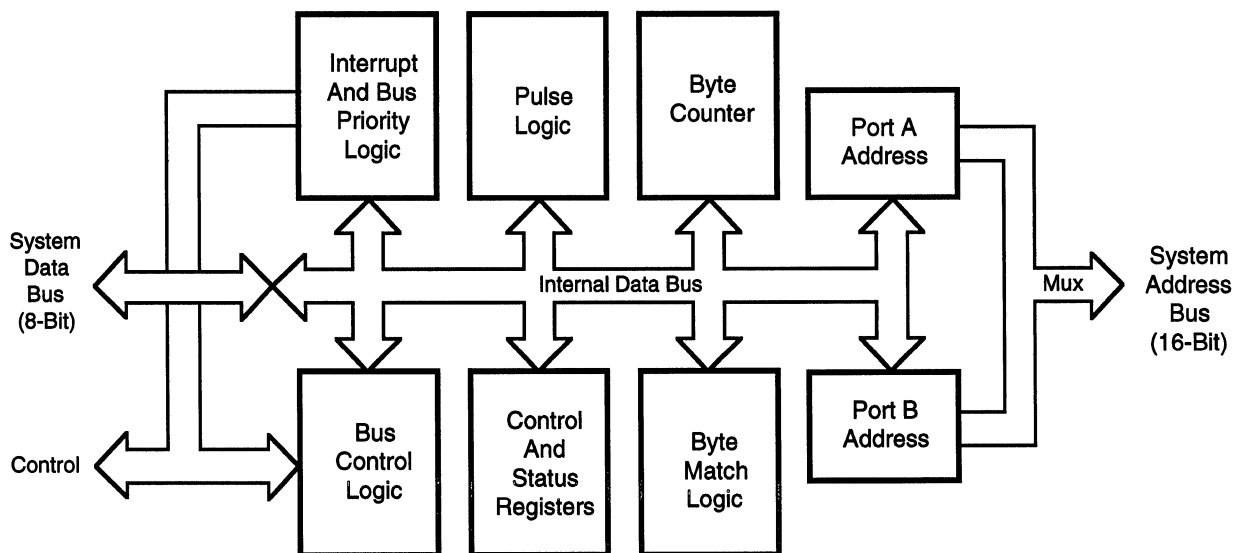 Interrupt
And Bus
Priority
Logic
Pulse
Logic
Byte
Counter
Port A
Address
System
Data
Bus
(8-Bit)
Internal Data Bus
Mux
System
Address
Bus
(16-Bit)
Control
Bus
Control
Logic
Control
And
Status
Registers
Byte
Match
Logic
Port B
Address